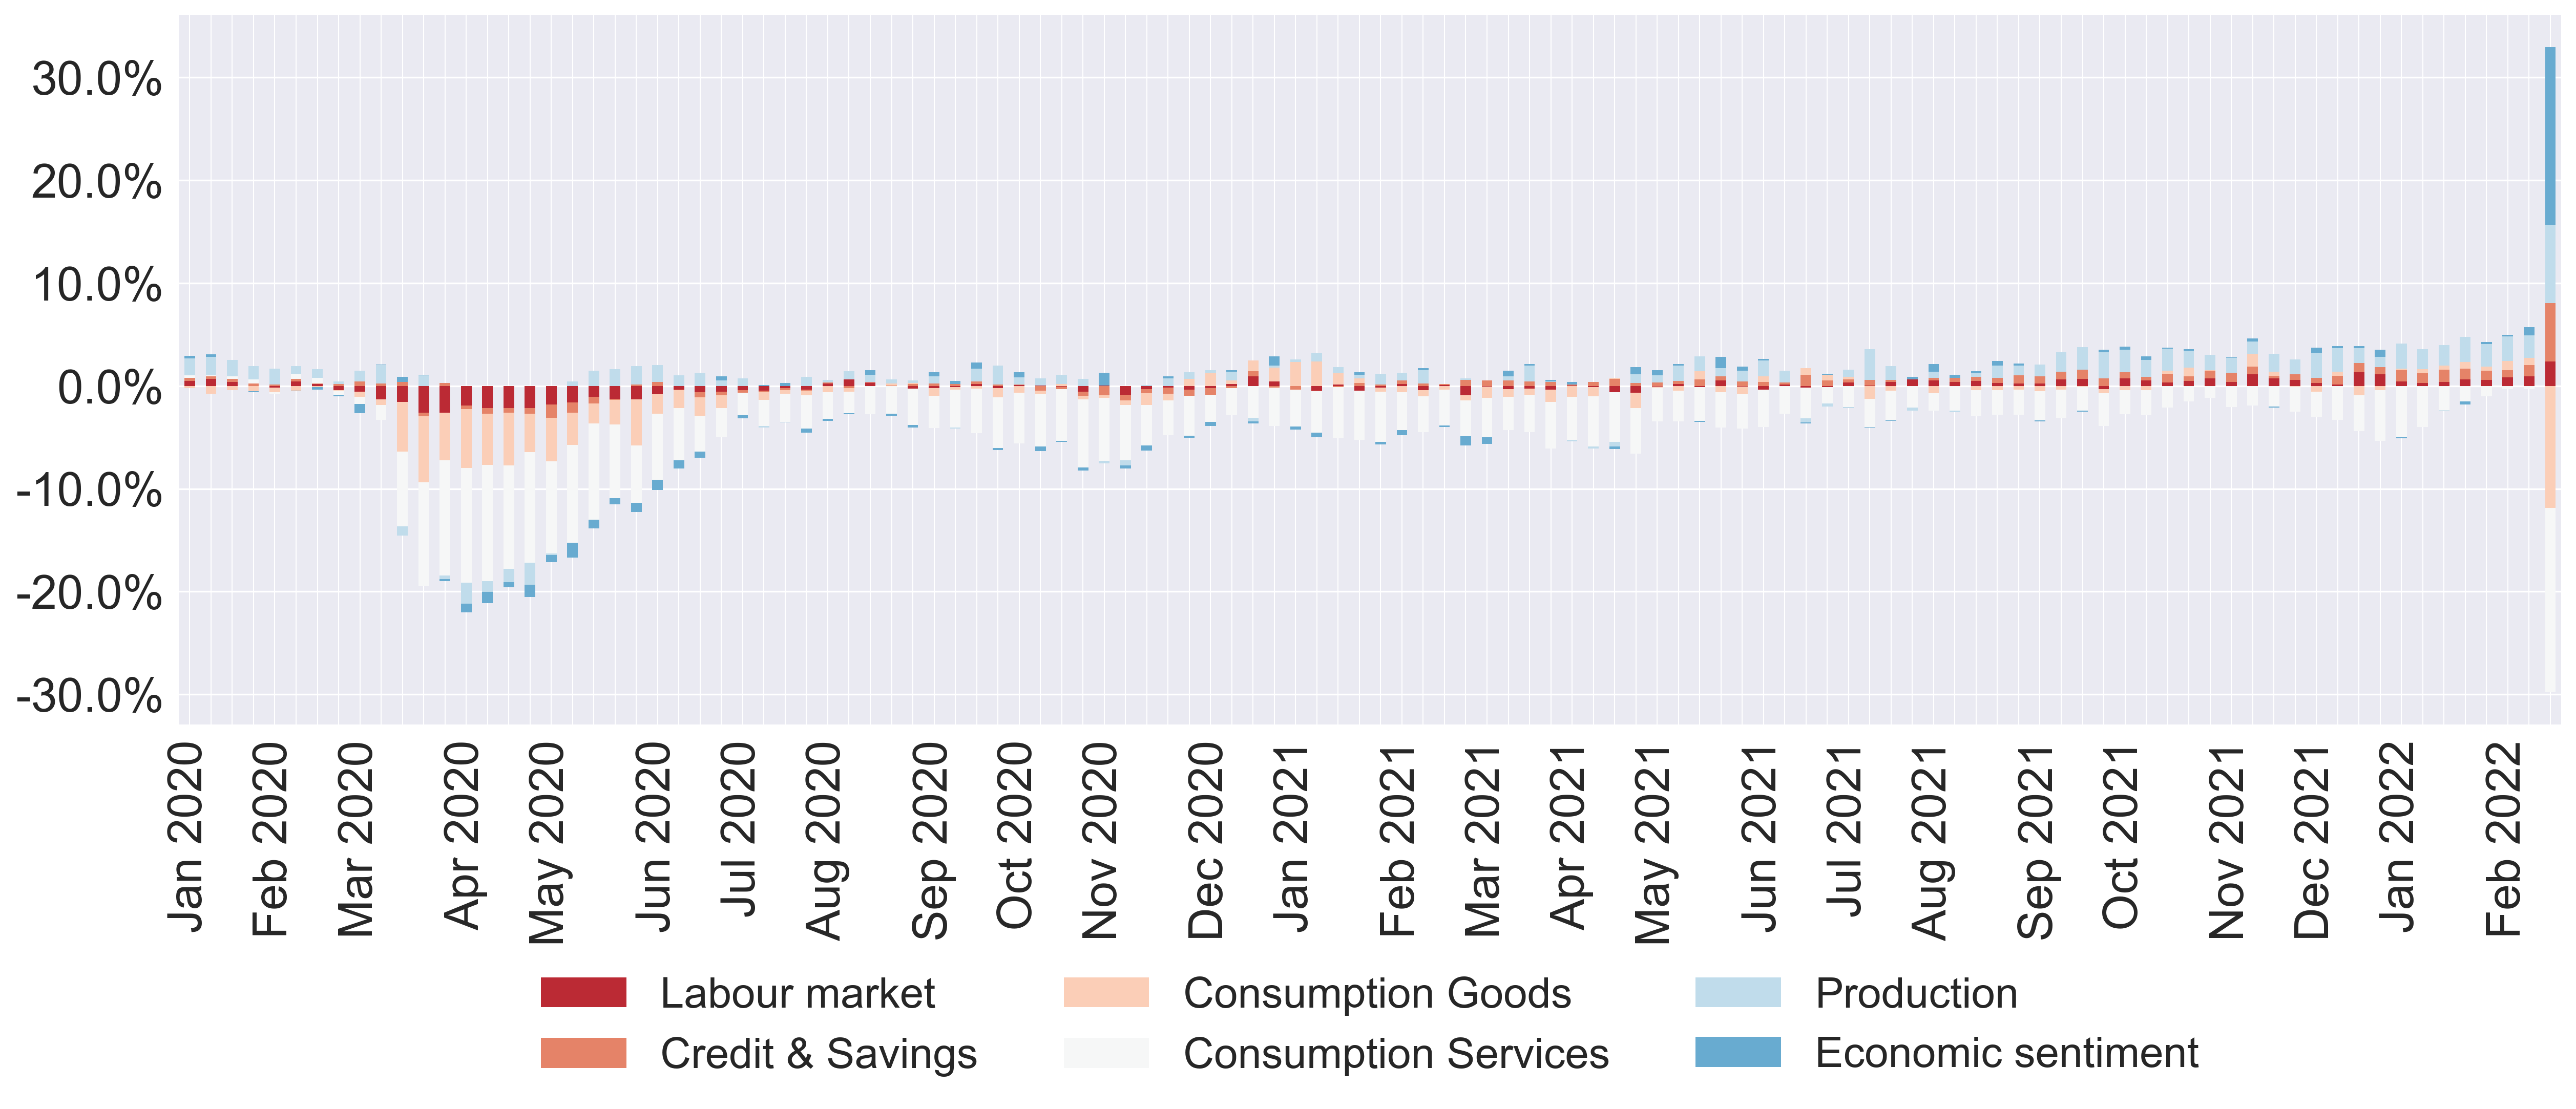 30.0%
20.0%
10.0%
0.0%
-10.0%
-20.0%
-30.0%
Jan 2020
Feb 2020
Mar 2020
Apr 2020
May 2020
Jun 2020
Jul 2020
Aug 2020
Sep 2020
Oct 2020
Nov 2020
Dec 2020
Jan 2021
Feb 2021
Mar 2021
Apr 2021
May 2021
Jun 2021
Jul 2021
Aug 2021
Sep 2021
Oct 2021
Nov 2021
Dec 2021
Jan 2022
Feb 2022
Labour market
Credit & Savings
Consumption Goods
Consumption Services
Production
Economic sentiment